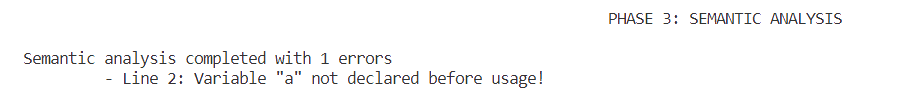 PHASE 3: SEMANTIC ANALYSIS
Semantic analysis completed with 1 errors
- Line 2: Variable "a" not declared before usage!